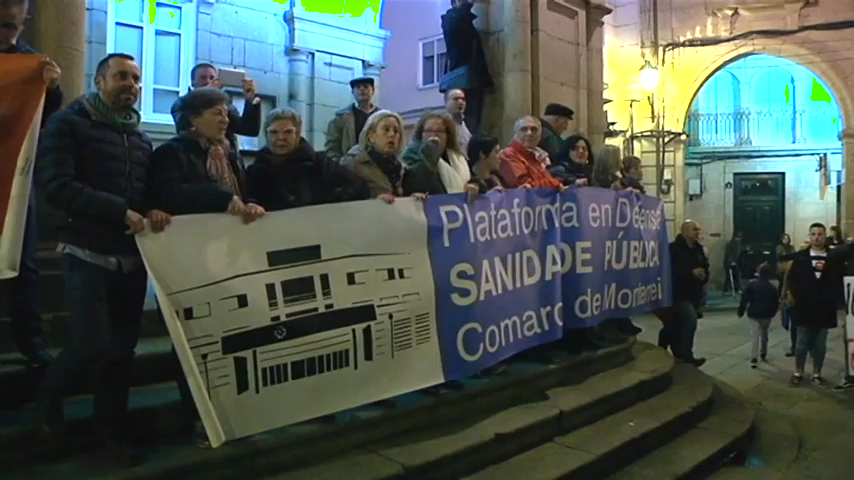 Plataforma en Defensa
SANIDADE PÚBLICA
Comarca de Monterrei